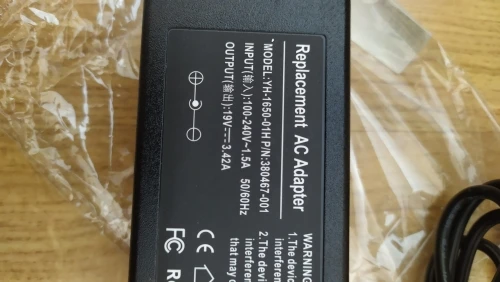 Replacement AC Adapter
`MODEL:YH-1650-01H P/N:380467-001
INPUT(输入):100-240V~1.5A 50/60Hz
OUTPUT(输出):19V⎓3.42A
WARNING
1.The devic
interferen
2.The devi
interferen
that may c
CE
FC
Ro